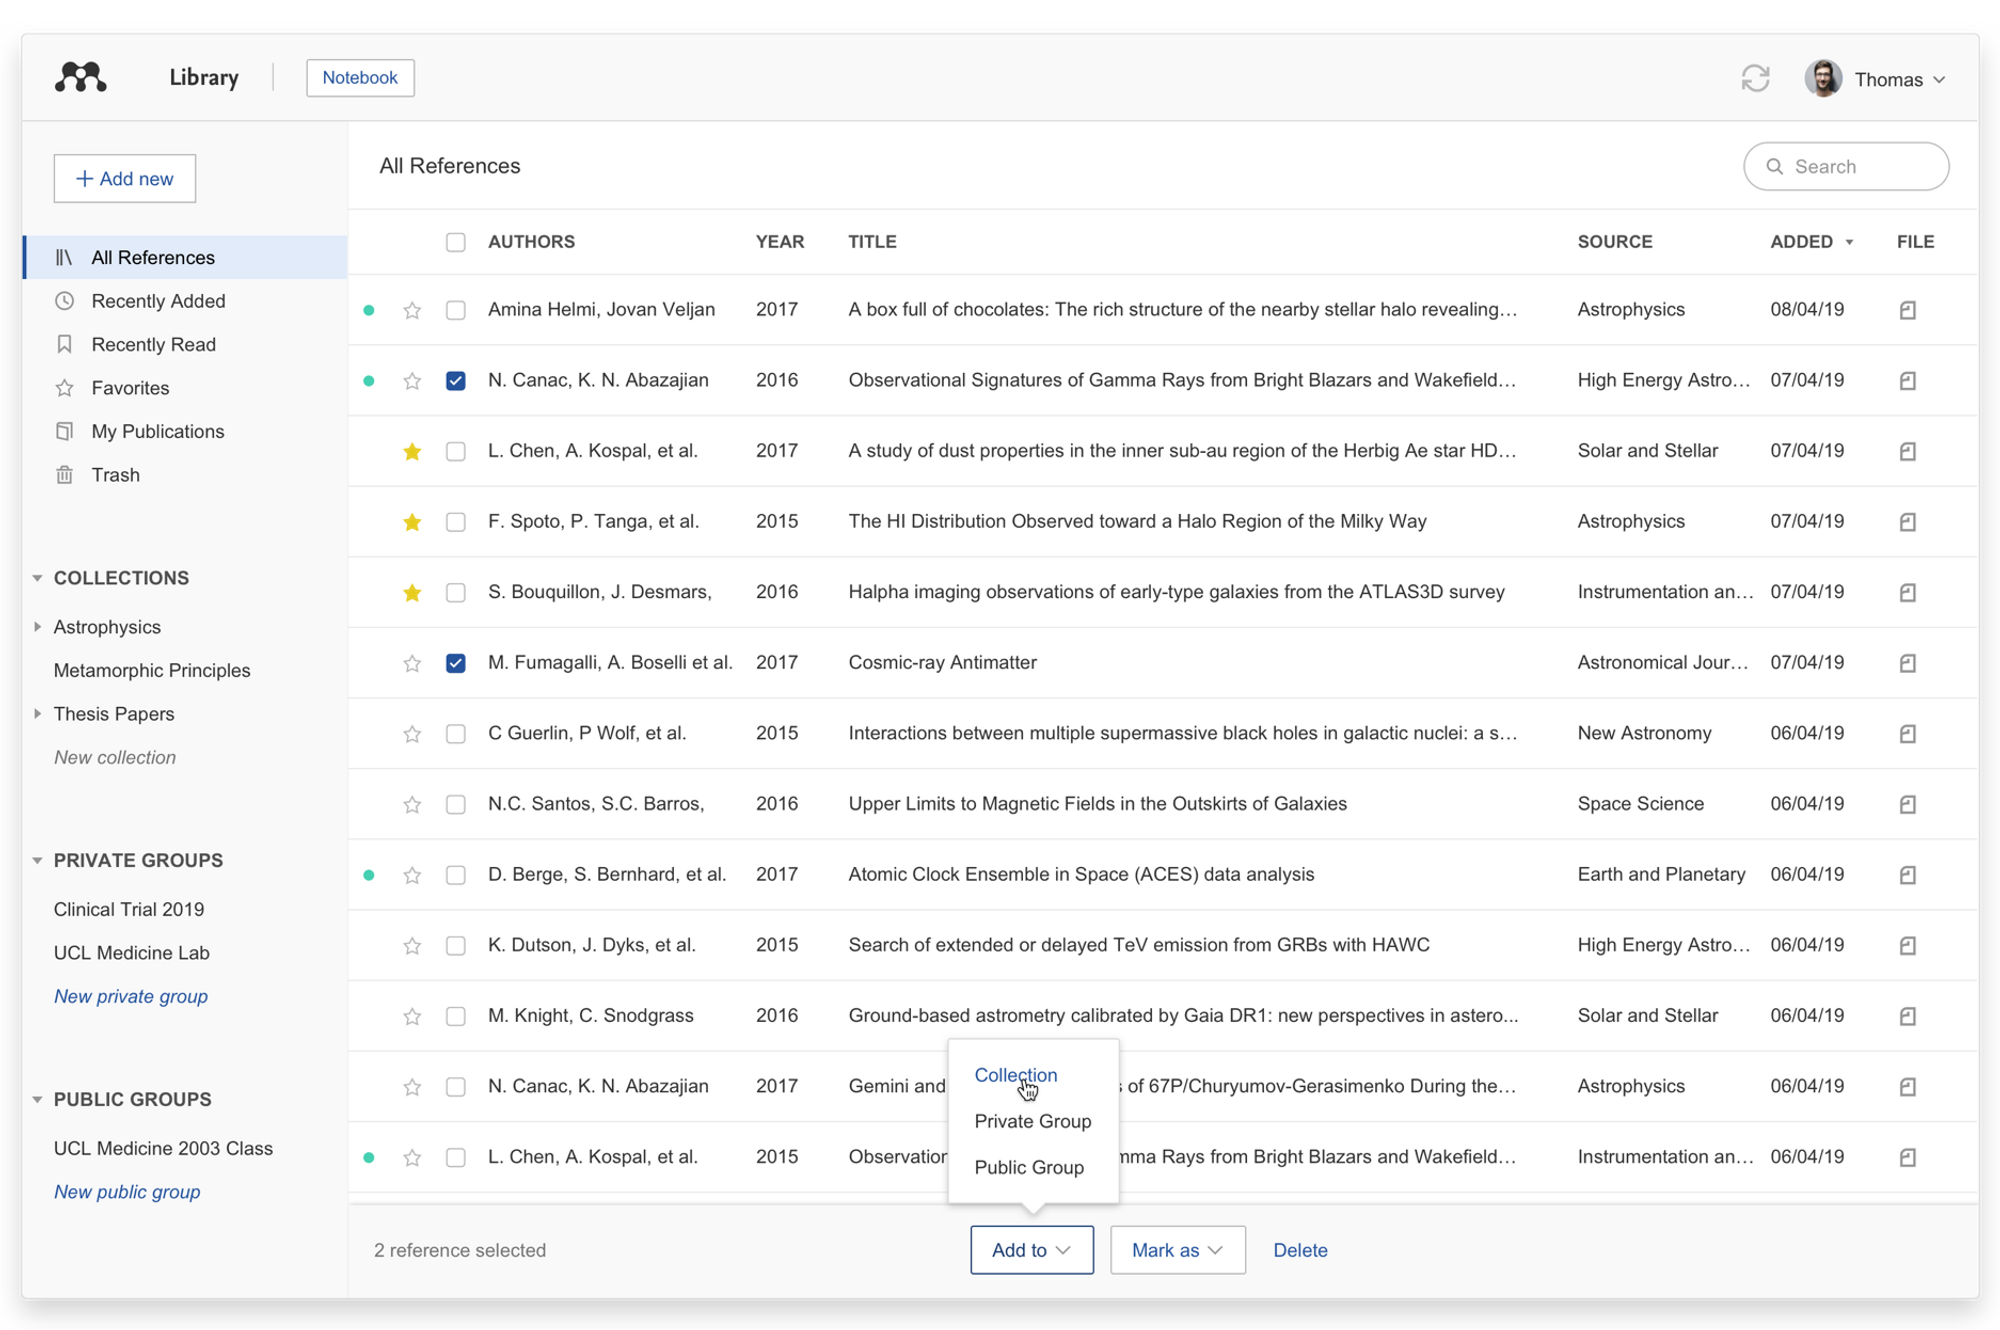 Library
Notebook
Thomas
+ Add new
All References
Recently Added
Recently Read
Favorites
My Publications
Trash
COLLECTIONS
Astrophysics
Metamorphic Principles
Thesis Papers
New collection
PRIVATE GROUPS
Clinical Trial 2019
UCL Medicine Lab
New private group
PUBLIC GROUPS
UCL Medicine 2003 Class
New public group
All References
Search
AUTHORS YEAR TITLE SOURCE ADDED FILE
Amina Helmi, Jovan Veljan 2017 A box full of chocolates: The rich structure of the nearby stellar halo revealing… Astrophysics 08/04/19
N. Canac, K. N. Abazajian 2016 Observational Signatures of Gamma Rays from Bright Blazars and Wakefield… High Energy Astro… 07/04/19
L. Chen, A. Kospal, et al. 2017 A study of dust properties in the inner sub-au region of the Herbig Ae star HD… Solar and Stellar 07/04/19
F. Spoto, P. Tanga, et al. 2015 The HI Distribution Observed toward a Halo Region of the Milky Way Astrophysics 07/04/19
S. Bouquillon, J. Desmars, 2016 Halpha imaging observations of early-type galaxies from the ATLAS3D survey Instrumentation an… 07/04/19
M. Fumagalli, A. Boselli et al. 2017 Cosmic-ray Antimatter Astronomical Jour… 07/04/19
C Guerlin, P Wolf, et al. 2015 Interactions between multiple supermassive black holes in galactic nuclei: a s… New Astronomy 06/04/19
N.C. Santos, S.C. Barros, 2016 Upper Limits to Magnetic Fields in the Outskirts of Galaxies Space Science 06/04/19
D. Berge, S. Bernhard, et al. 2017 Atomic Clock Ensemble in Space (ACES) data analysis Earth and Planetary 06/04/19
K. Dutson, J. Dyks, et al. 2015 Search of extended or delayed TeV emission from GRBs with HAWC High Energy Astro… 06/04/19
M. Knight, C. Snodgrass 2016 Ground-based astrometry calibrated by Gaia DR1: new perspectives in astero... Solar and Stellar 06/04/19
N. Canac, K. N. Abazajian 2017 Gemini and of 67P/Churyumov-Gerasimenko During the… Astrophysics 06/04/19
L. Chen, A. Kospal, et al. 2015 Rays from Bright Blazars and Wakefield… Instrumentation an… 06/04/19
Collection
Private Group
Public Group
2 reference selected
Add to
Mark as
Delete